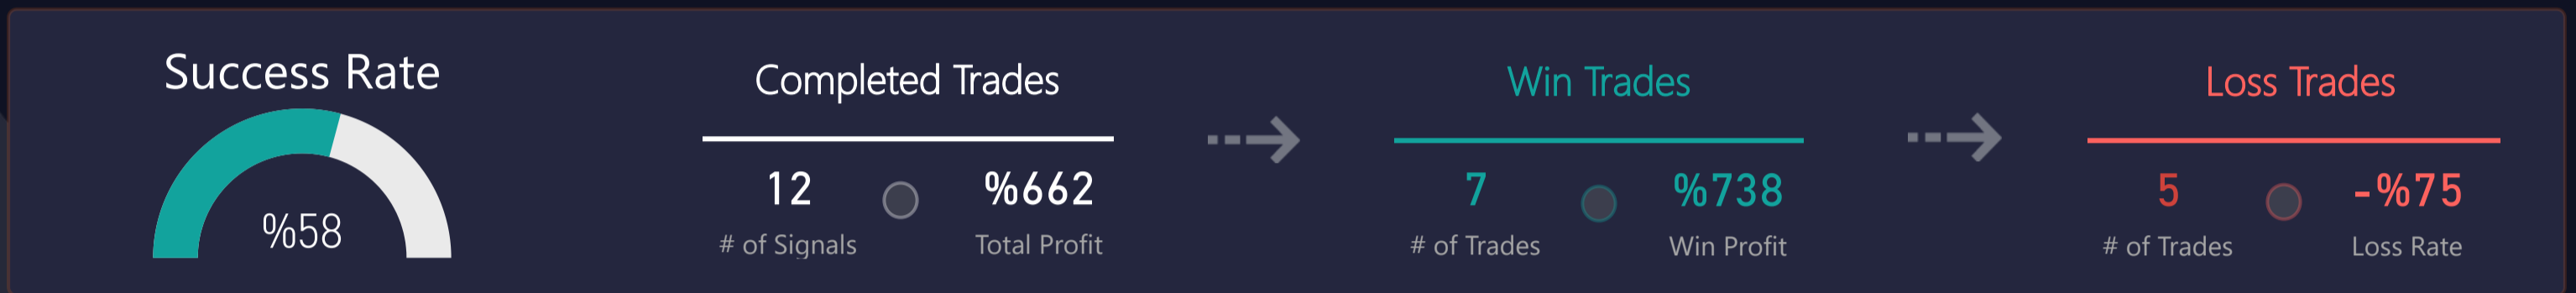 Success Rate
%58
Completed Trades
12
# of Signals
%662
Total Profit
Win Trades
7
# of Trades
%738
Win Profit
Loss Trades
5
# of Trades
-%75
Loss Rate